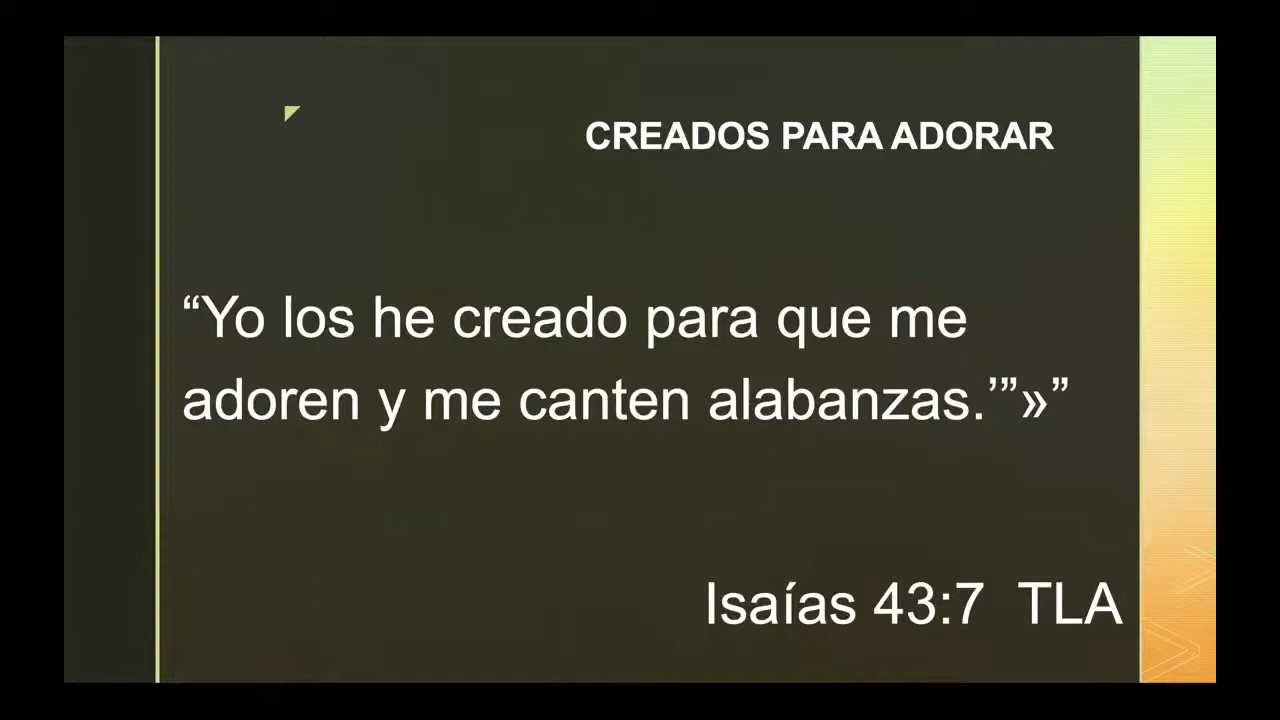 CREADOS PARA ADORAR
“Yo los he creado para que me
adoren y me canten alabanzas.’”»”
Isaías 43:7 TLA